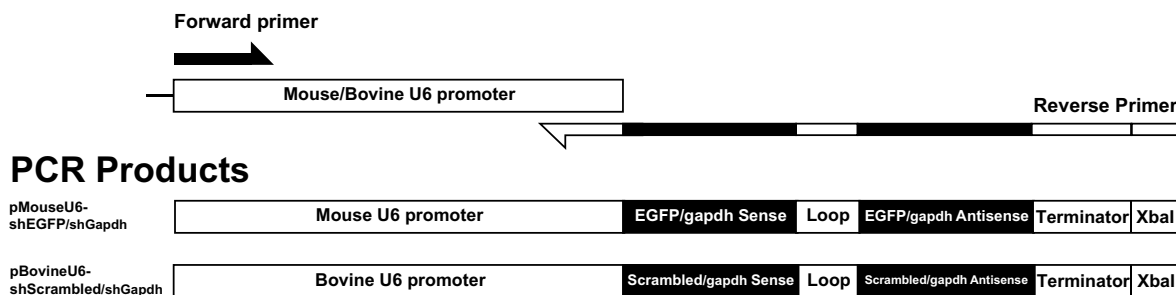 Forward primer
Mouse/Bovine U6 promoter
Reverse Primer
PCR Products
pMouseU6-
shEGFP/shGapdh
Mouse U6 promoter EGFP/gapdh Sense Loop EGFP/gapdh Antisense Terminator XbaI
pBovineU6-
shScrambled/shGapdh
Bovine U6 promoter Scrambled/gapdh Sense Loop Scrambled/gapdh Antisense Terminator XbaI